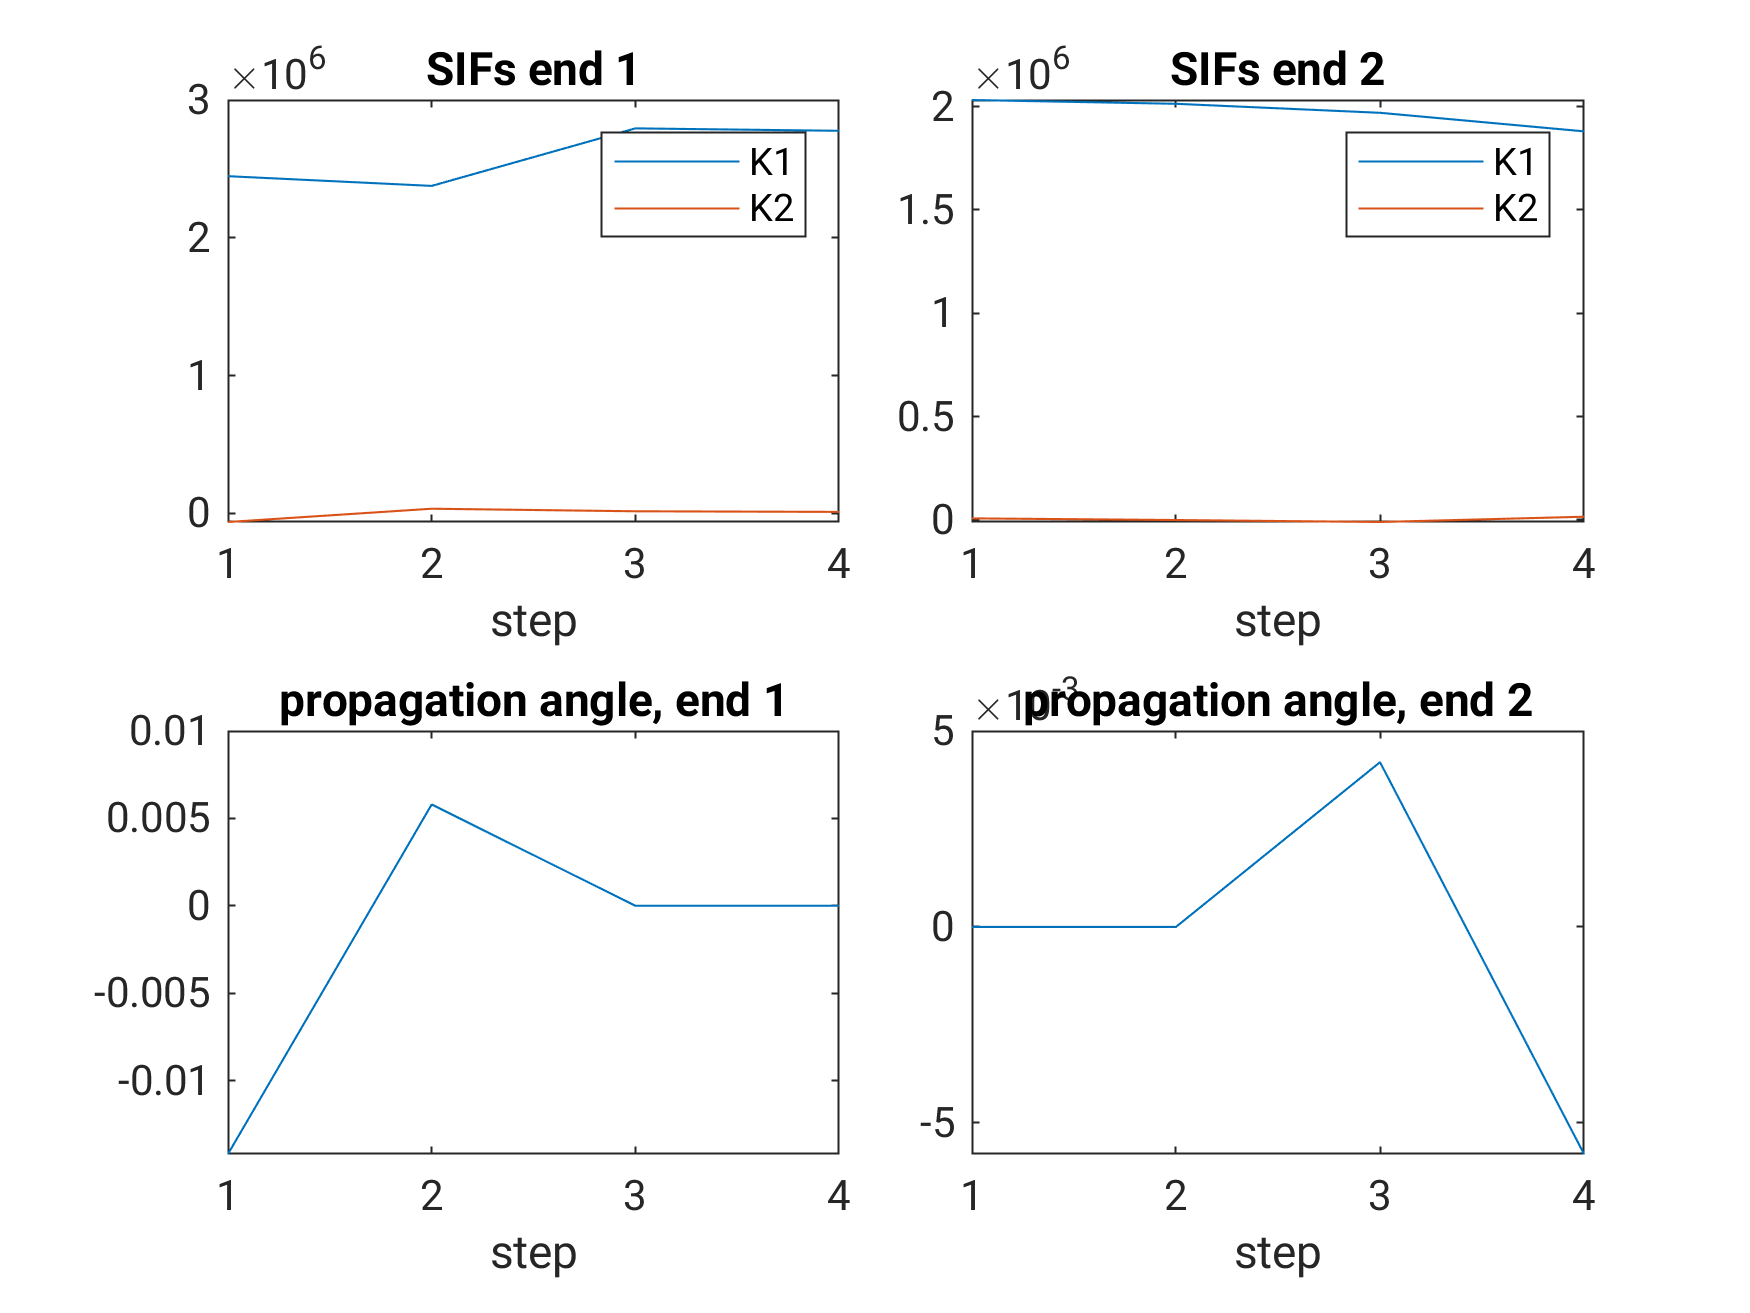 ×10^6
SIFs end 1
3
2
1
0
K1
K2
1 2 3 4
step
×10^6
SIFs end 2
2
1.5
1
0.5
0
K1
K2
1 2 3 4
step
propagation angle, end 1
0.01
0.005
0
-0.005
-0.01
1 2 3 4
step
×10^-3
propagation angle, end 2
5
0
-5
1 2 3 4
step